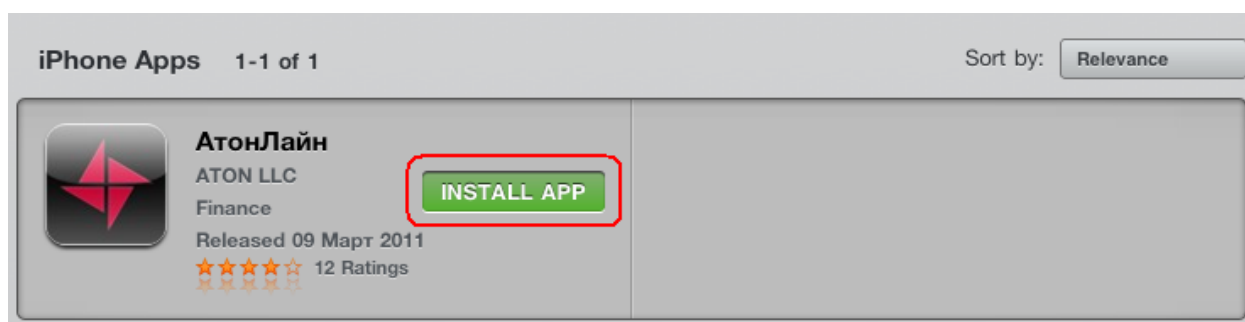 iPhone Apps 1-1 of 1
Sort by: Relevance
АтонЛайн
ATON LLC
INSTALL APP
Finance
Released 09 Март 2011
12 Ratings